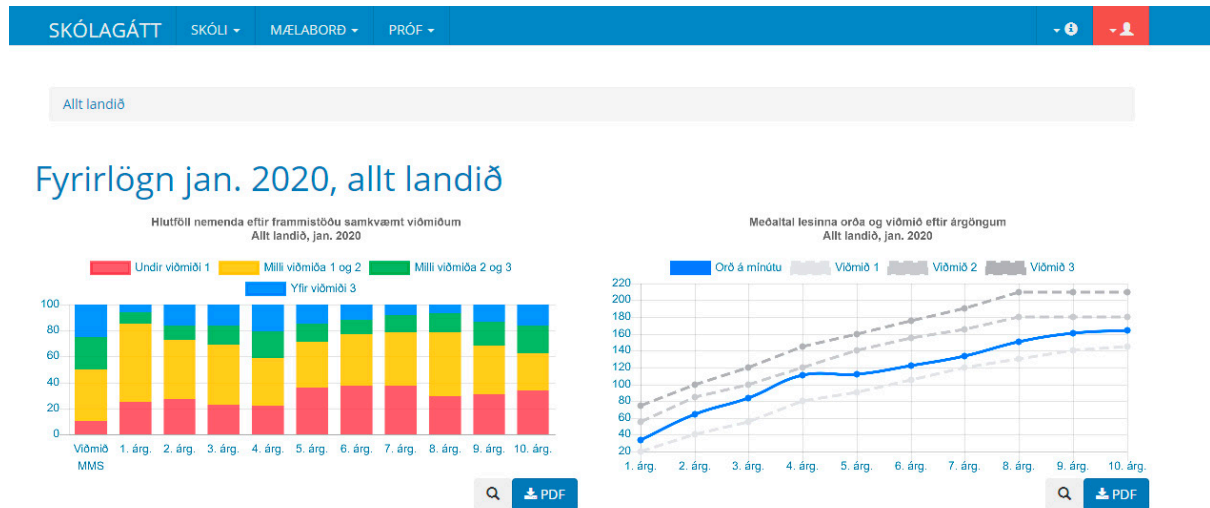 SKÓLAGÁTT SKÓLI MÆLABORÐ PRÓF
Allt landið
Fyrirlögn jan. 2020, allt landið
Hlutföll nemenda eftir frammistöðu samkvæmt viðmiðum
Allt landið, jan. 2020
Undir viðmiði 1 Milli viðmiða 1 og 2 Milli viðmiða 2 og 3
Yfir viðmiði 3
100
80
60
40
20
0
Viðmið MMS 1. árg. 2. árg. 3. árg. 4. árg. 5. árg. 6. árg. 7. árg. 8. árg. 9. árg. 10. árg.
PDF
Meðaltal lesinna orða og viðmið eftir árgöngum
Allt landið, jan. 2020
Orð á mínútu Viðmið 1 Viðmið 2 Viðmið 3
220
200
180
160
140
120
100
80
60
40
20
1. árg. 2. árg. 3. árg. 4. árg. 5. árg. 6. árg. 7. árg. 8. árg. 9. árg. 10. árg.
PDF